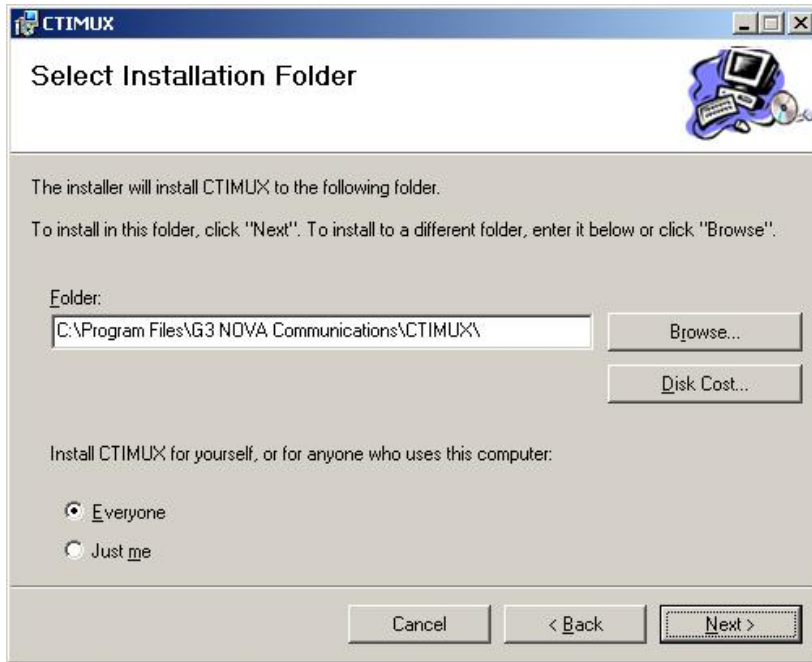 CTIMUX
Select Installation Folder
The installer will install CTIMUX to the following folder.
To install in this folder, click "Next". To install to a different folder, enter it below or click "Browse".
Folder:
C:\Program Files\G3 NOVA Communications\CTIMUX\
Browse...
Disk Cost...
Install CTIMUX for yourself, or for anyone who uses this computer:
Everyone
Just me
Cancel
< Back
Next >